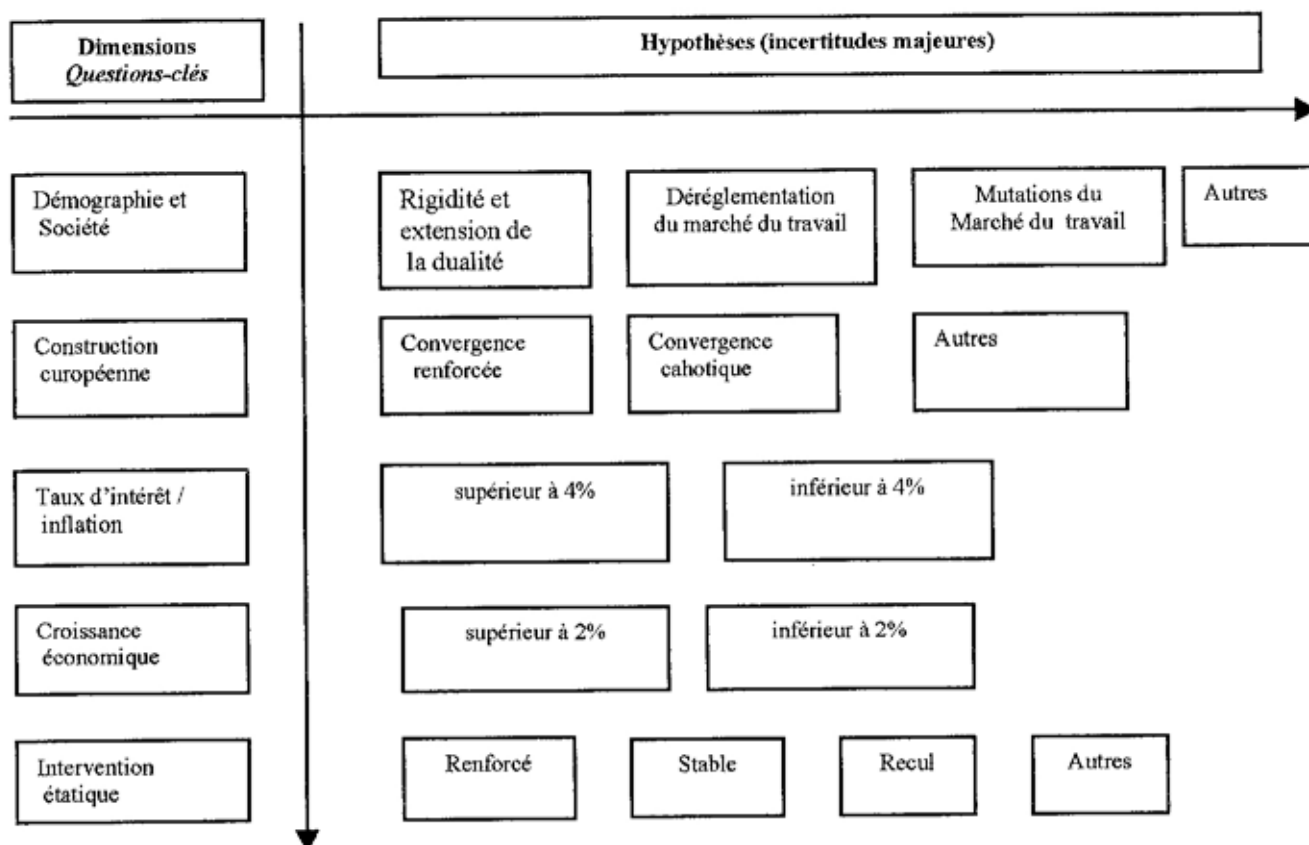 Dimensions
Questions-clés
Hypothèses (incertitudes majeures)
Démographie et
Société
Rigidité et
extension de
la dualité
Déréglementation
du marché du travail
Mutations du
Marché du travail
Autres
Construction
curopéenne
Convergence
renforcée
Convergence
cahotique
Autres
Taux d'intérêt /
inflation
supérieur à 4%
inférieur à 4%
Croissance
économique
supérieur à 2%
inférieur à 2%
Intervention
étatique
Renforcé
Stable
Recul
Autres